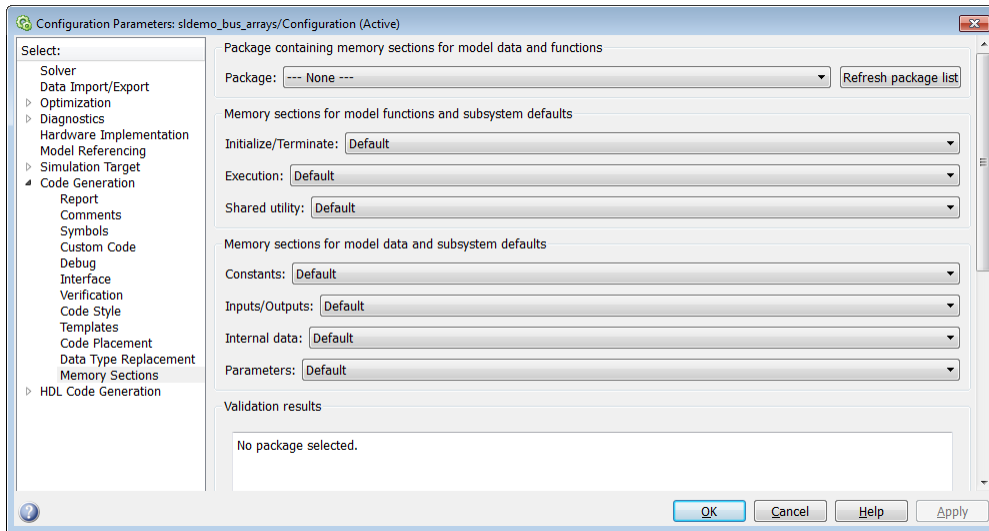 Configuration Parameters: sldemo_bus_arrays/Configuration (Active)
Select:
Solver
Data Import/Export
Optimization
Diagnostics
Hardware Implementation
Model Referencing
Simulation Target
Code Generation
Report
Comments
Symbols
Custom Code
Debug
Interface
Verification
Code Style
Templates
Code Placement
Data Type Replacement
Memory Sections
HDL Code Generation
Package containing memory sections for model data and functions
Package: --- None --- Refresh package list
Memory sections for model functions and subsystem defaults
Initialize/Terminate: Default
Execution: Default
Shared utility: Default
Memory sections for model data and subsystem defaults
Constants: Default
Inputs/Outputs: Default
Internal data: Default
Parameters: Default
Validation results
No package selected.
OK Cancel Help Apply